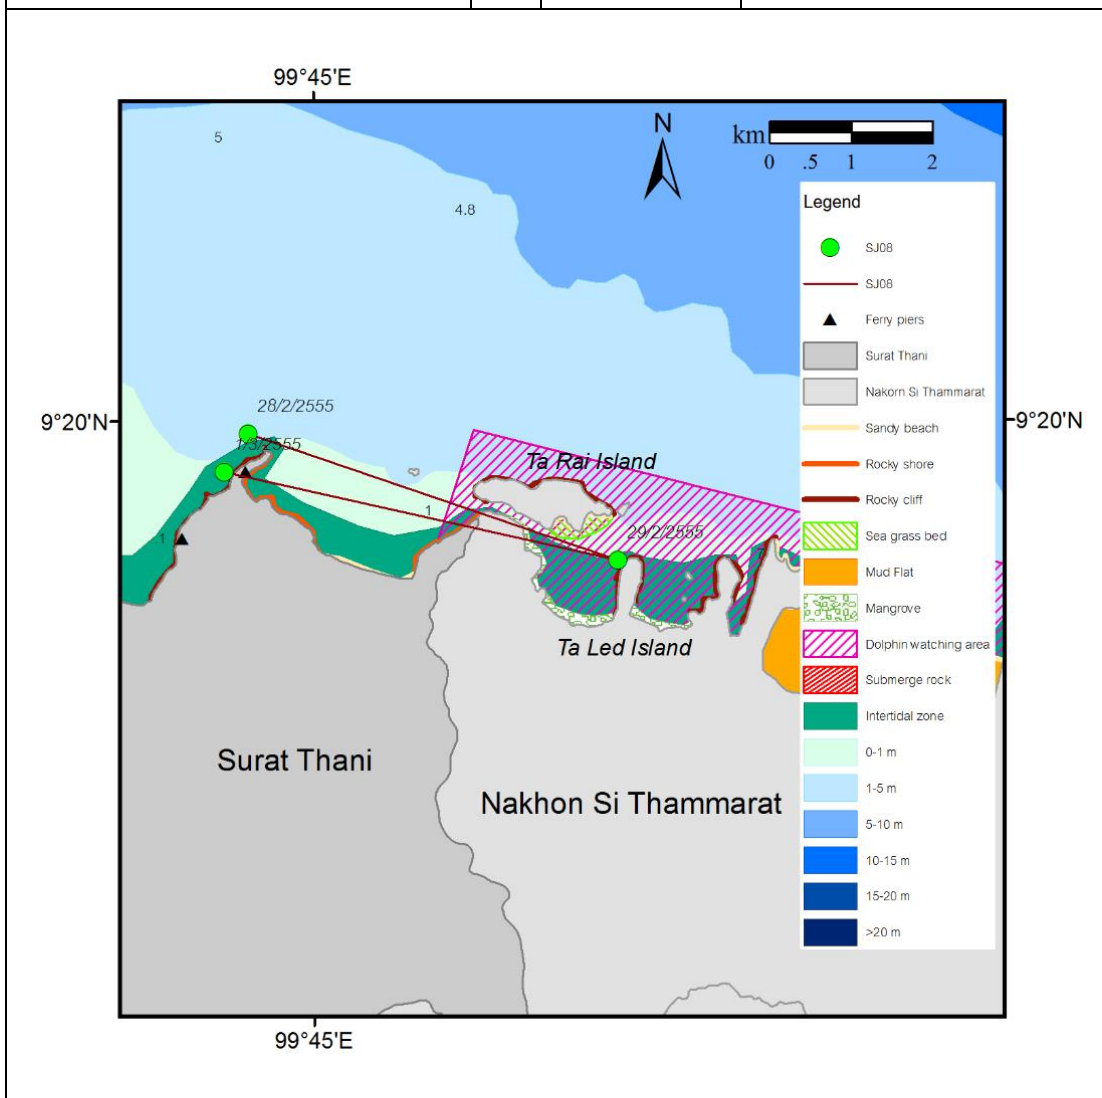 99°45'E
5
N
km
0 .5 1 2
4.8
Legend
SJ08
SJ08
Ferry piers
Surat Thani
Nakorn Si Thammarat
Sandy beach
Rocky shore
Rocky cliff
Sea grass bed
Mud Flat
Mangrove
Dolphin watching area
Submerge rock
Intertidal zone
0-1 m
1-5 m
5-10 m
10-15 m
15-20 m
>20 m
28/2/2555
9°20'N
9°20'N
1/3/2555
Ta Rai Island
1
29/2/2555
.1
Ta Led Island
Surat Thani
Nakhon Si Thammarat
99°45'E